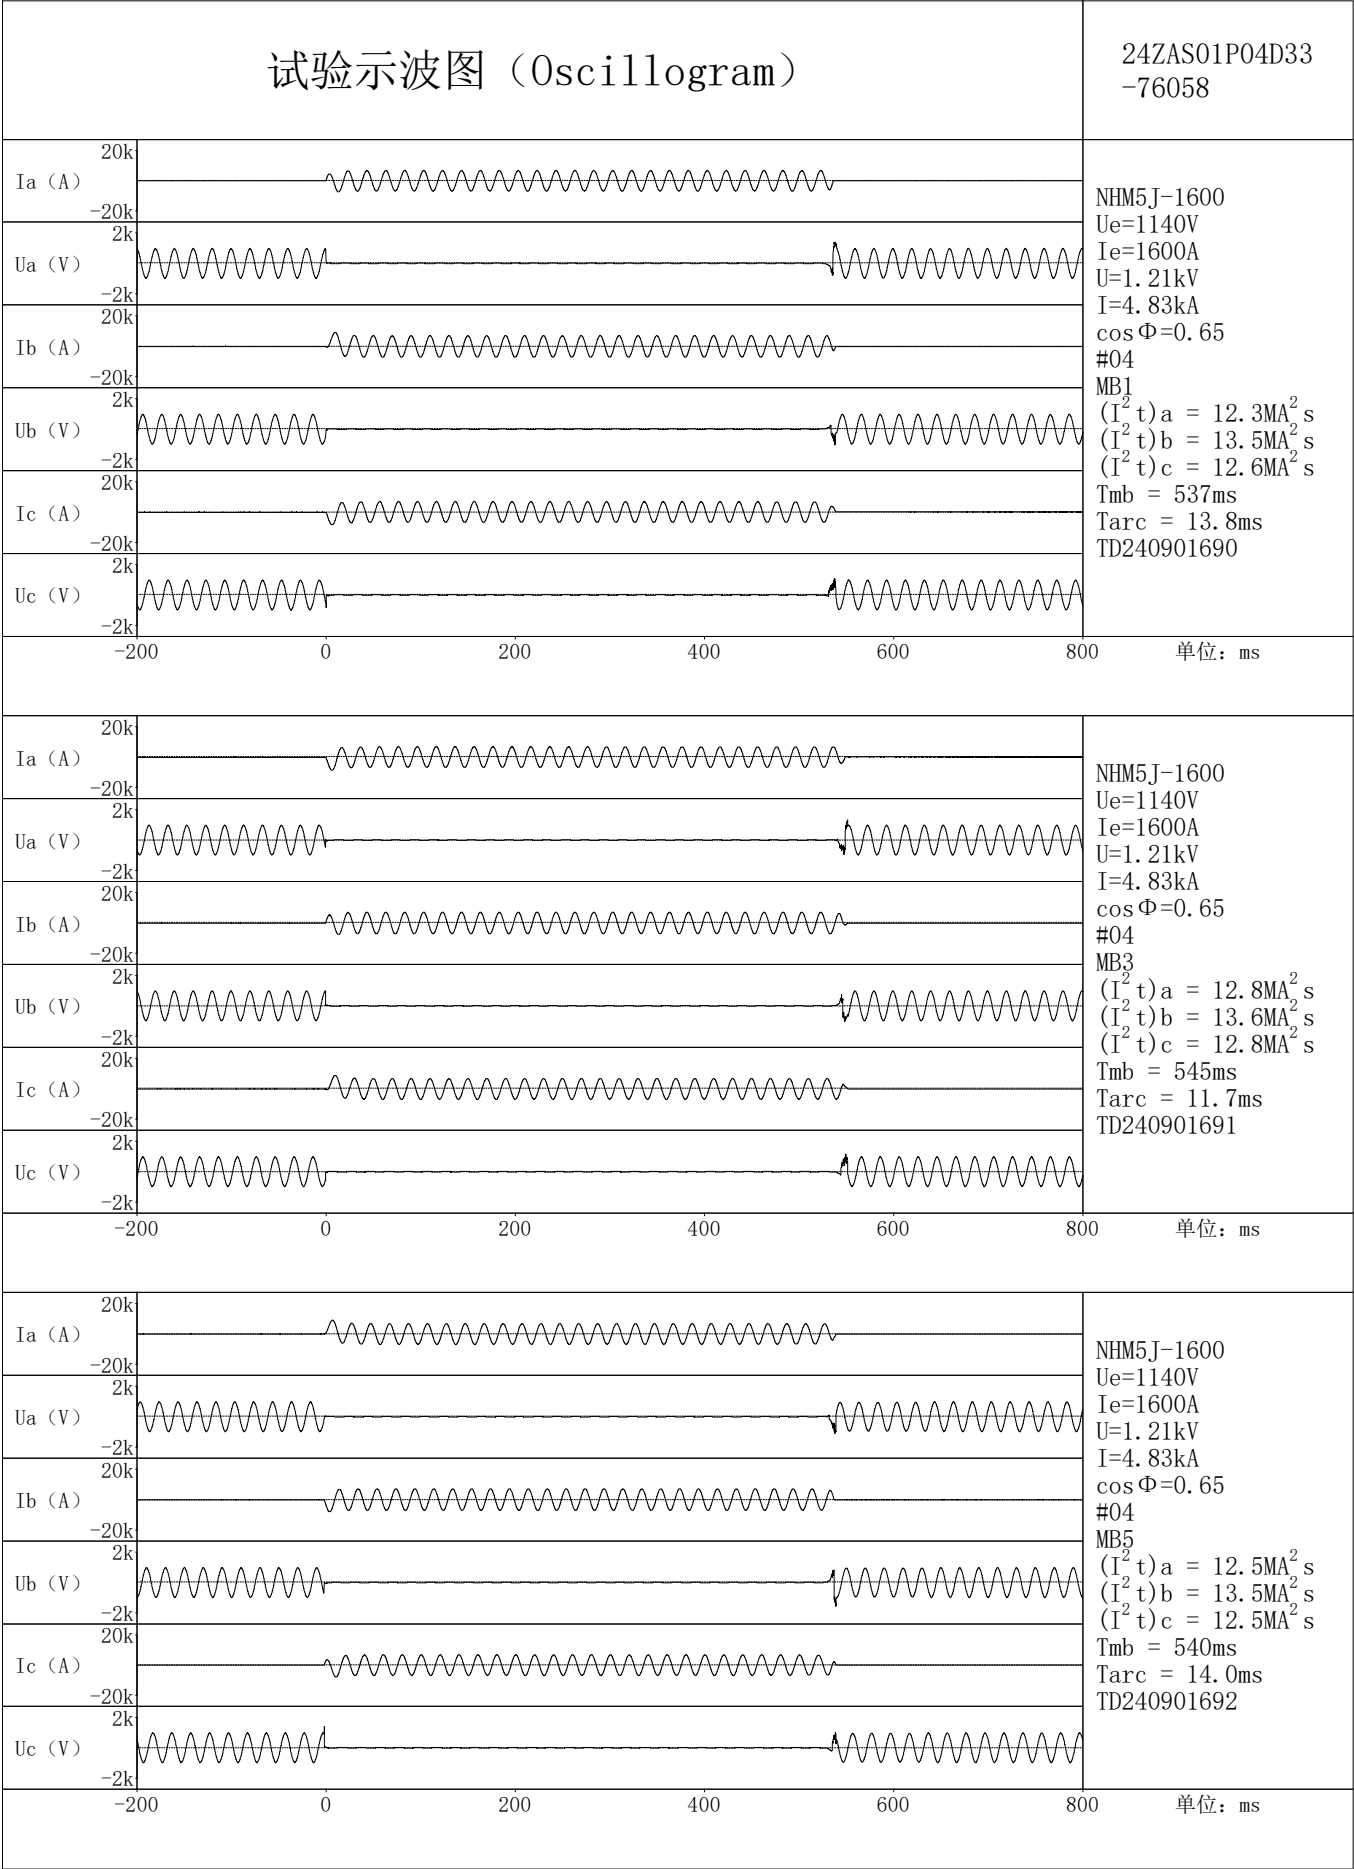 试验示波图（Oscillogram）
24ZAS01P04D33
-76058
20k
Ia（A）
-20k
2k
Ua（V）
-2k
20k
Ib（A）
-20k
2k
Ub（V）
-2k
20k
Ic（A）
-20k
2k
Uc（V）
-2k
-200 0 200 400 600 800 单位：ms
NHM5J-1600
Ue=1140V
Ie=1600A
U=1.21kV
I=4.83kA
cosΦ=0.65
#04
MB1
(I²t)a = 12.3MA²s
(I²t)b = 13.5MA²s
(I²t)c = 12.6MA²s
Tmb = 537ms
Tarc = 13.8ms
TD240901690
20k
Ia（A）
-20k
2k
Ua（V）
-2k
20k
Ib（A）
-20k
2k
Ub（V）
-2k
20k
Ic（A）
-20k
2k
Uc（V）
-2k
-200 0 200 400 600 800 单位：ms
NHM5J-1600
Ue=1140V
Ie=1600A
U=1.21kV
I=4.83kA
cosΦ=0.65
#04
MB3
(I²t)a = 12.8MA²s
(I²t)b = 13.6MA²s
(I²t)c = 12.8MA²s
Tmb = 545ms
Tarc = 11.7ms
TD240901691
20k
Ia（A）
-20k
2k
Ua（V）
-2k
20k
Ib（A）
-20k
2k
Ub（V）
-2k
20k
Ic（A）
-20k
2k
Uc（V）
-2k
-200 0 200 400 600 800 单位：ms
NHM5J-1600
Ue=1140V
Ie=1600A
U=1.21kV
I=4.83kA
cosΦ=0.65
#04
MB5
(I²t)a = 12.5MA²s
(I²t)b = 13.5MA²s
(I²t)c = 12.5MA²s
Tmb = 540ms
Tarc = 14.0ms
TD240901692